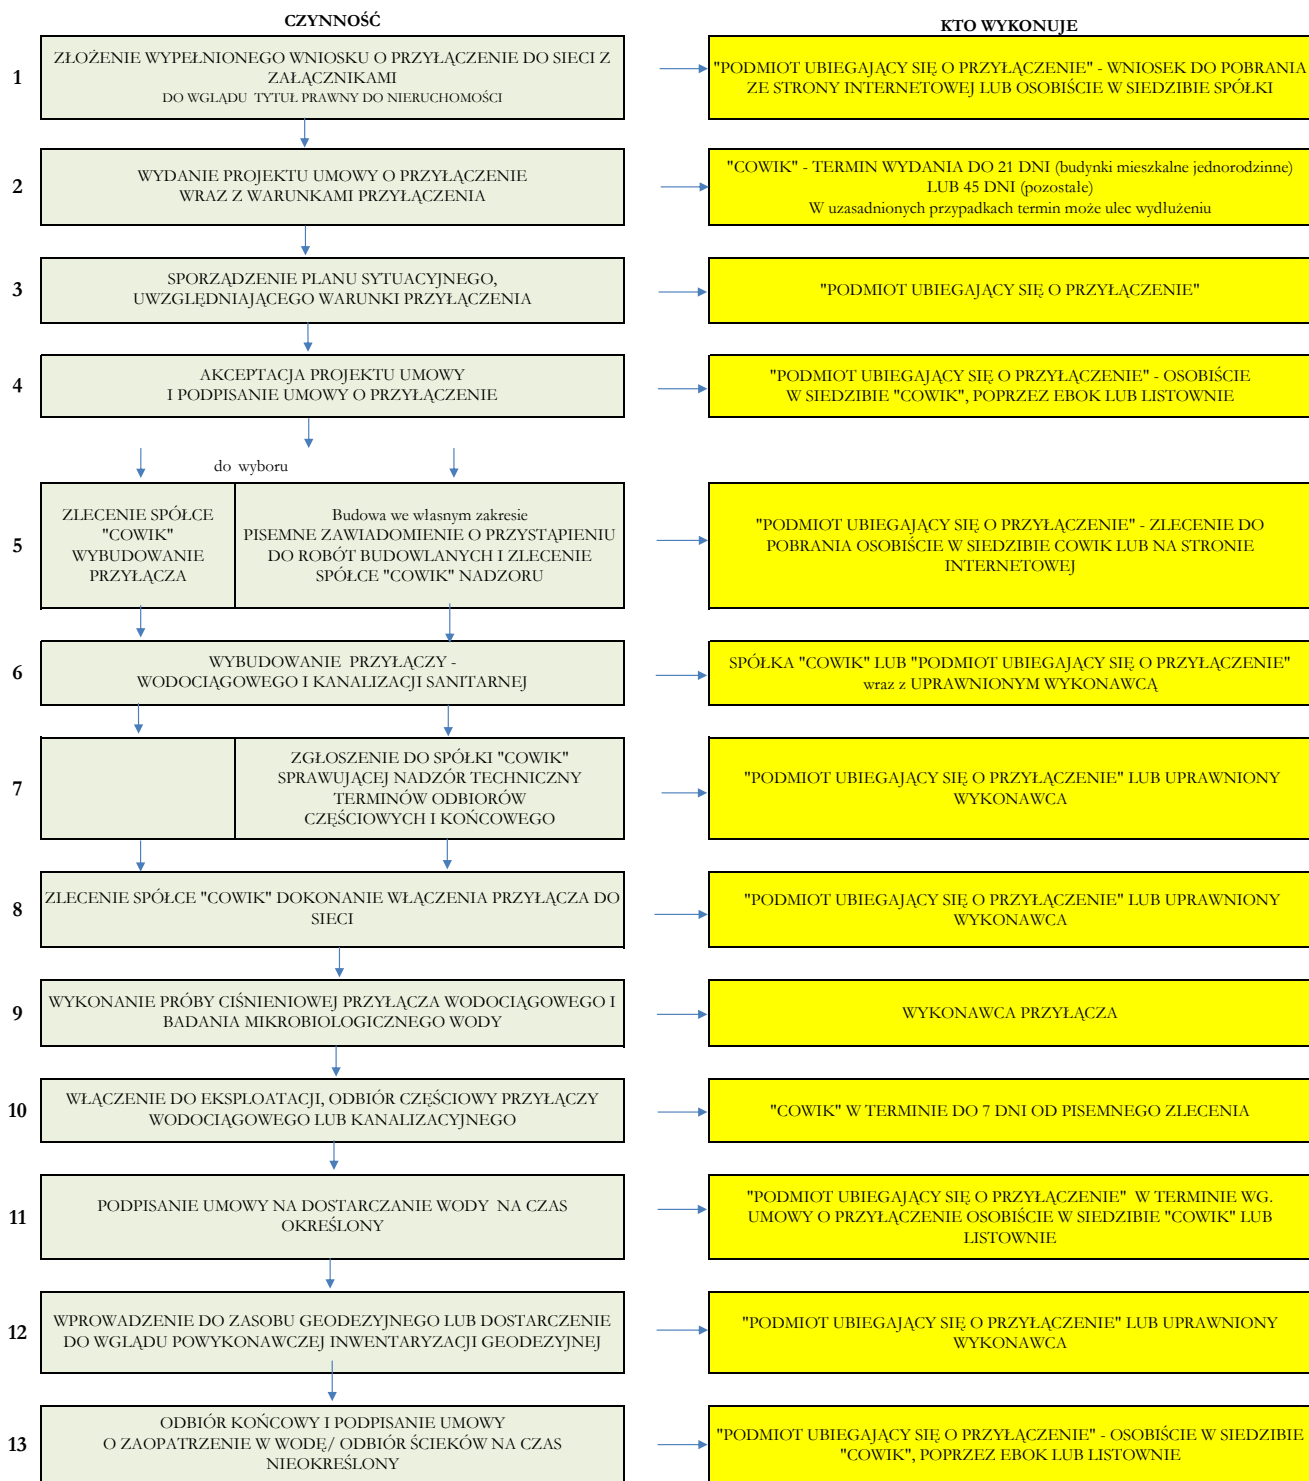 CZYNNOŚĆ
KTO WYKONUJE
1
ZŁOŻENIE WYPEŁNIONEGO WNIOSKU O PRZYŁĄCZENIE DO SIECI Z
ZAŁĄCZNIKAMI
DO WGLĄDU TYTUŁ PRAWNY DO NIERUCHOMOŚCI
"PODMIOT UBIEGAJĄCY SIĘ O PRZYŁĄCZENIE" - WNIOSEK DO POBRANIA
ZE STRONY INTERNETOWEJ LUB OSOBIŚCIE W SIEDZIBIE SPÓŁKI
2
WYDANIE PROJEKTU UMOWY O PRZYŁĄCZENIE
WRAZ Z WARUNKAMI PRZYŁĄCZENIA
"COWIK" - TERMIN WYDANIA DO 21 DNI (budynki mieszkalne jednorodzinne)
LUB 45 DNI (pozostałe)
W uzasadnionych przypadkach termin może ulec wydłużeniu
3
SPORZĄDZENIE PLANU SYTUACYJNEGO,
UWZGLĘDNIAJĄCEGO WARUNKI PRZYŁĄCZENIA
"PODMIOT UBIEGAJĄCY SIĘ O PRZYŁĄCZENIE"
4
AKCEPTACJA PROJEKTU UMOWY
I PODPISANIE UMOWY O PRZYŁĄCZENIE
"PODMIOT UBIEGAJĄCY SIĘ O PRZYŁĄCZENIE" - OSOBIŚCIE
W SIEDZIBIE "COWIK", POPRZEZ EBOK LUB LISTOWNIE
do wyboru
5
ZLECENIE SPÓŁCE
"COWIK"
WYBUDOWANIE
PRZYŁĄCZA
Budowa we własnym zakresie
PISEMNE ZAWIADOMIENIE O PRZYSTĄPIENIU
DO ROBÓT BUDOWLANYCH I ZLECENIE
SPÓŁCE "COWIK" NADZORU
"PODMIOT UBIEGAJĄCY SIĘ O PRZYŁĄCZENIE" - ZLECENIE DO
POBRANIA OSOBIŚCIE W SIEDZIBIE COWIK LUB NA STRONIE
INTERNETOWEJ
6
WYBUDOWANIE PRZYŁĄCZY -
WODOCIĄGOWEGO I KANALIZACJI SANITARNEJ
SPÓŁKA "COWIK" LUB "PODMIOT UBIEGAJĄCY SIĘ O PRZYŁĄCZENIE"
wraz z UPRAWNIONYM WYKONAWCĄ
7
ZGŁOSZENIE DO SPÓŁKI "COWIK"
SPRAWUJĄCEJ NADZÓR TECHNICZNY
TERMINÓW ODBIORÓW
CZĘŚCIOWYCH I KOŃCOWEGO
"PODMIOT UBIEGAJĄCY SIĘ O PRZYŁĄCZENIE" LUB UPRAWNIONY
WYKONAWCA
8
ZLECENIE SPÓŁCE "COWIK" DOKONANIE WŁĄCZENIA PRZYŁĄCZA DO
SIECI
"PODMIOT UBIEGAJĄCY SIĘ O PRZYŁĄCZENIE" LUB UPRAWNIONY
WYKONAWCA
9
WYKONANIE PRÓBY CIŚNIENIOWEJ PRZYŁĄCZA WODOCIĄGOWEGO I
BADANIA MIKROBIOLOGICZNEGO WODY
WYKONAWCA PRZYŁĄCZA
10
WŁĄCZENIE DO EKSPLOATACJI, ODBIÓR CZĘŚCIOWY PRZYŁĄCZY
WODOCIĄGOWEGO LUB KANALIZACYJNEGO
"COWIK" W TERMINIE DO 7 DNI OD PISEMNEGO ZLECENIA
11
PODPISANIE UMOWY NA DOSTARCZANIE WODY NA CZAS
OKREŚLONY
"PODMIOT UBIEGAJĄCY SIĘ O PRZYŁĄCZENIE" W TERMINIE WG.
UMOWY O PRZYŁĄCZENIE OSOBIŚCIE W SIEDZIBIE "COWIK" LUB
LISTOWNIE
12
WPROWADZENIE DO ZASOBU GEODEZYJNEGO LUB DOSTARCZENIE
DO WGLĄDU POWYKONAWCZEJ INWENTARYZACJI GEODEZYJNEJ
"PODMIOT UBIEGAJĄCY SIĘ O PRZYŁĄCZENIE" LUB UPRAWNIONY
WYKONAWCA
13
ODBIÓR KOŃCOWY I PODPISANIE UMOWY
O ZAOPATRZENIE W WODĘ/ ODBIÓR ŚCIEKÓW NA CZAS
NIEOKREŚLONY
"PODMIOT UBIEGAJĄCY SIĘ O PRZYŁĄCZENIE" - OSOBIŚCIE W SIEDZIBIE
"COWIK", POPRZEZ EBOK LUB LISTOWNIE